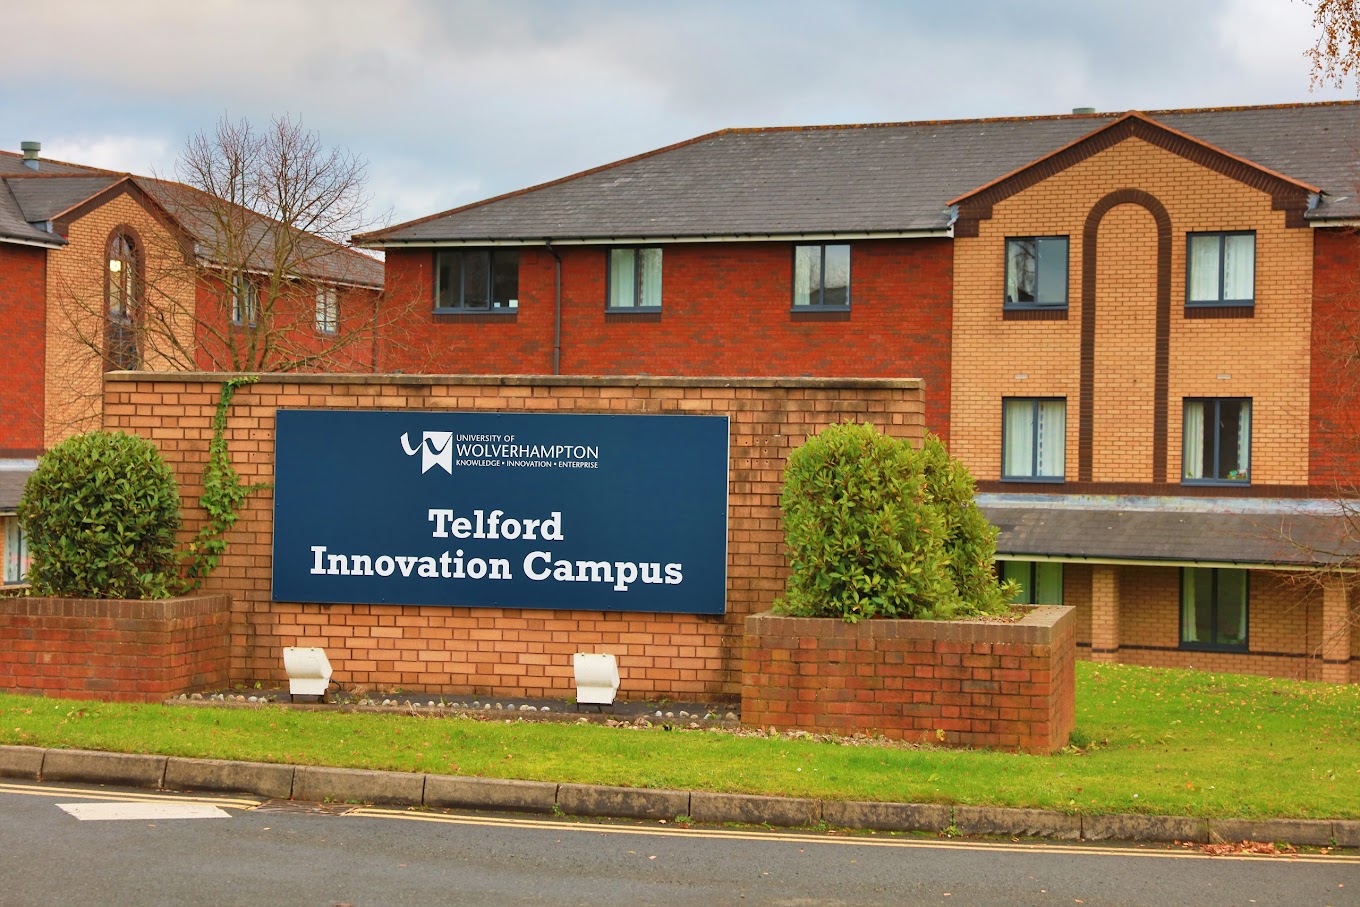 UNIVERSITY OF
WOLVERHAMPTON
KNOWLEDGE • INNOVATION • ENTERPRISE
Telford
Innovation Campus